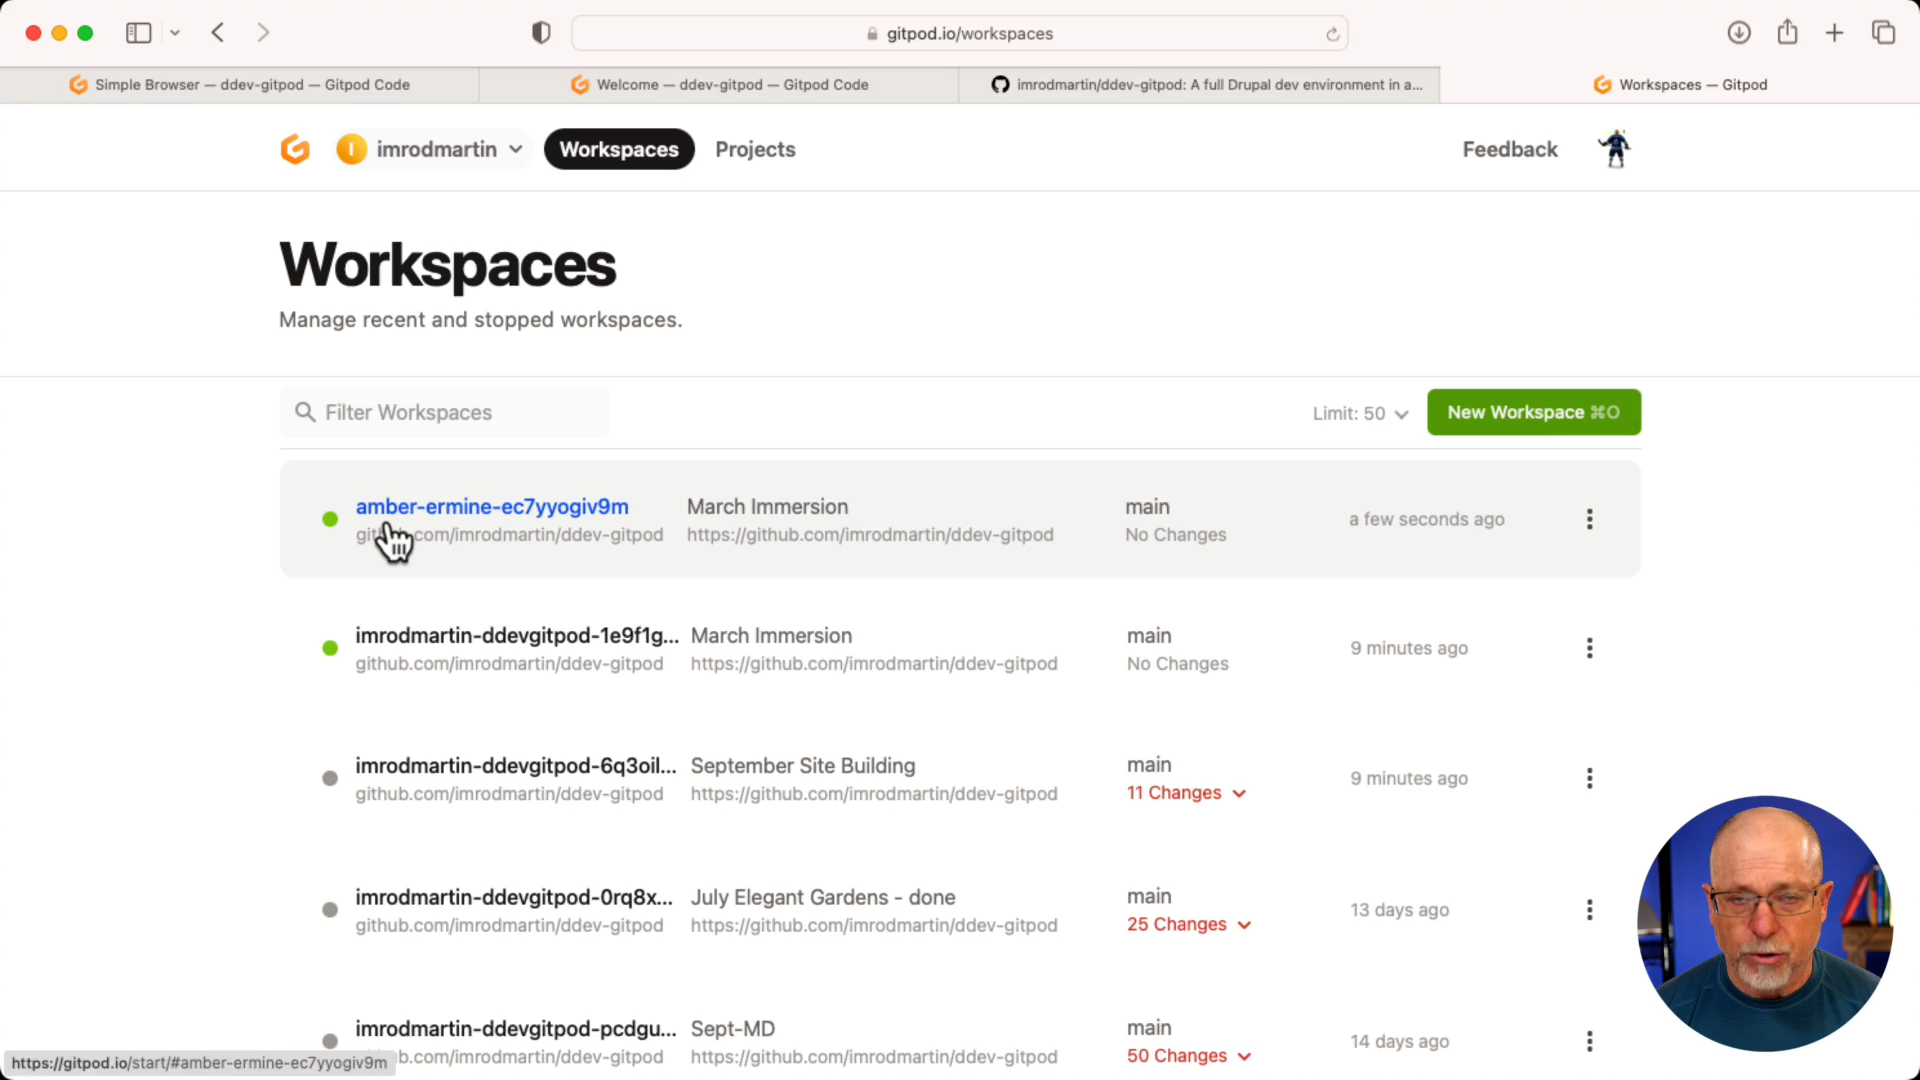 gitpod.io/workspaces
Simple Browser — ddev-gitpod — Gitpod Code
Welcome — ddev-gitpod — Gitpod Code
imrodmartin/ddev-gitpod: A full Drupal dev environment in a...
Workspaces — Gitpod
I imrodmartin
Workspaces
Projects
Feedback
Workspaces
Manage recent and stopped workspaces.
Filter Workspaces
Limit: 50
New Workspace ⌘O
amber-ermine-ec7yyogiv9m
March Immersion
main
a few seconds ago
github.com/imrodmartin/ddev-gitpod
https://github.com/imrodmartin/ddev-gitpod
No Changes
imrodmartin-ddevgitpod-1e9f1g...
March Immersion
main
9 minutes ago
github.com/imrodmartin/ddev-gitpod
https://github.com/imrodmartin/ddev-gitpod
No Changes
imrodmartin-ddevgitpod-6q3oil...
September Site Building
main
9 minutes ago
github.com/imrodmartin/ddev-gitpod
https://github.com/imrodmartin/ddev-gitpod
11 Changes
imrodmartin-ddevgitpod-0rq8x...
July Elegant Gardens - done
main
13 days ago
github.com/imrodmartin/ddev-gitpod
https://github.com/imrodmartin/ddev-gitpod
25 Changes
imrodmartin-ddevgitpod-pcdgu...
Sept-MD
main
14 days ago
b.com/imrodmartin/ddev-gitpod
https://github.com/imrodmartin/ddev-gitpod
50 Changes
https://gitpod.io/start/#amber-ermine-ec7yyogiv9m